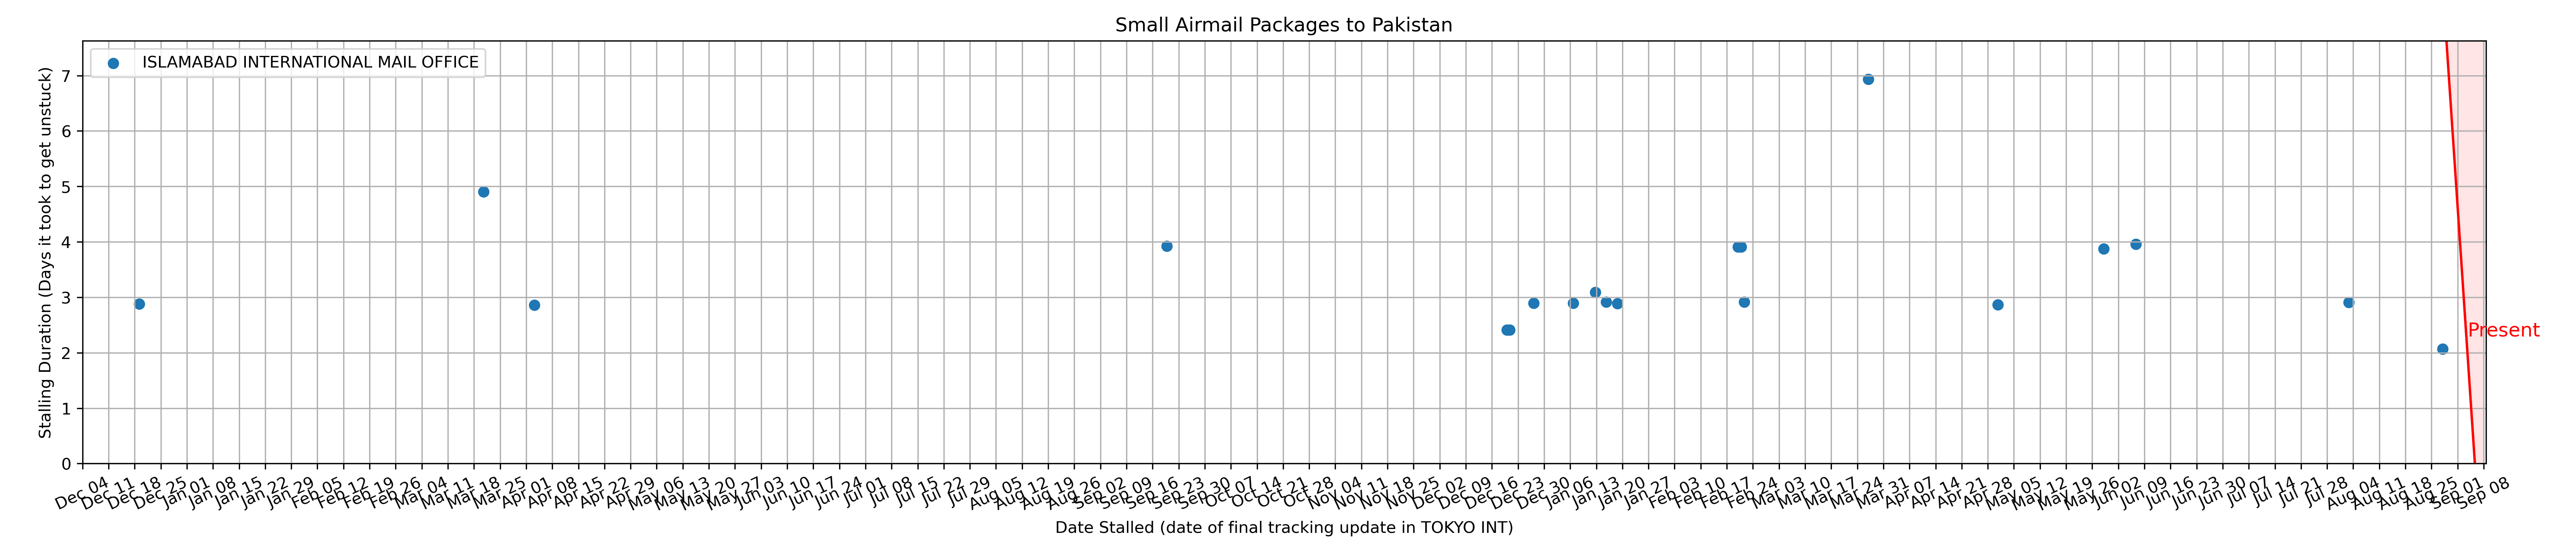 Small Airmail Packages to Pakistan
ISLAMABAD INTERNATIONAL MAIL OFFICE
Stalling Duration (Days it took to get unstuck)
7
6
5
4
3
2
1
0
Present
Dec 04
Dec 11
Dec 18
Dec 25
Jan 01
Jan 08
Jan 15
Jan 22
Jan 29
Feb 05
Feb 12
Feb 19
Feb 26
Mar 04
Mar 11
Mar 18
Mar 25
Apr 01
Apr 08
Apr 15
Apr 22
Apr 29
May 06
May 13
May 20
May 27
Jun 03
Jun 10
Jun 17
Jun 24
Jul 01
Jul 08
Jul 15
Jul 22
Jul 29
Aug 05
Aug 12
Aug 19
Aug 26
Sep 02
Sep 09
Sep 16
Sep 23
Sep 30
Oct 07
Oct 14
Oct 21
Oct 28
Nov 04
Nov 11
Nov 18
Nov 25
Dec 02
Dec 09
Dec 16
Dec 23
Dec 30
Jan 06
Jan 13
Jan 20
Jan 27
Feb 03
Feb 10
Feb 17
Feb 24
Mar 03
Mar 10
Mar 17
Mar 24
Mar 31
Apr 07
Apr 14
Apr 21
Apr 28
May 05
May 12
May 19
May 26
Jun 02
Jun 09
Jun 16
Jun 23
Jun 30
Jul 07
Jul 14
Jul 21
Jul 28
Aug 04
Aug 11
Aug 18
Aug 25
Sep 01
Sep 08
Date Stalled (date of final tracking update in TOKYO INT)